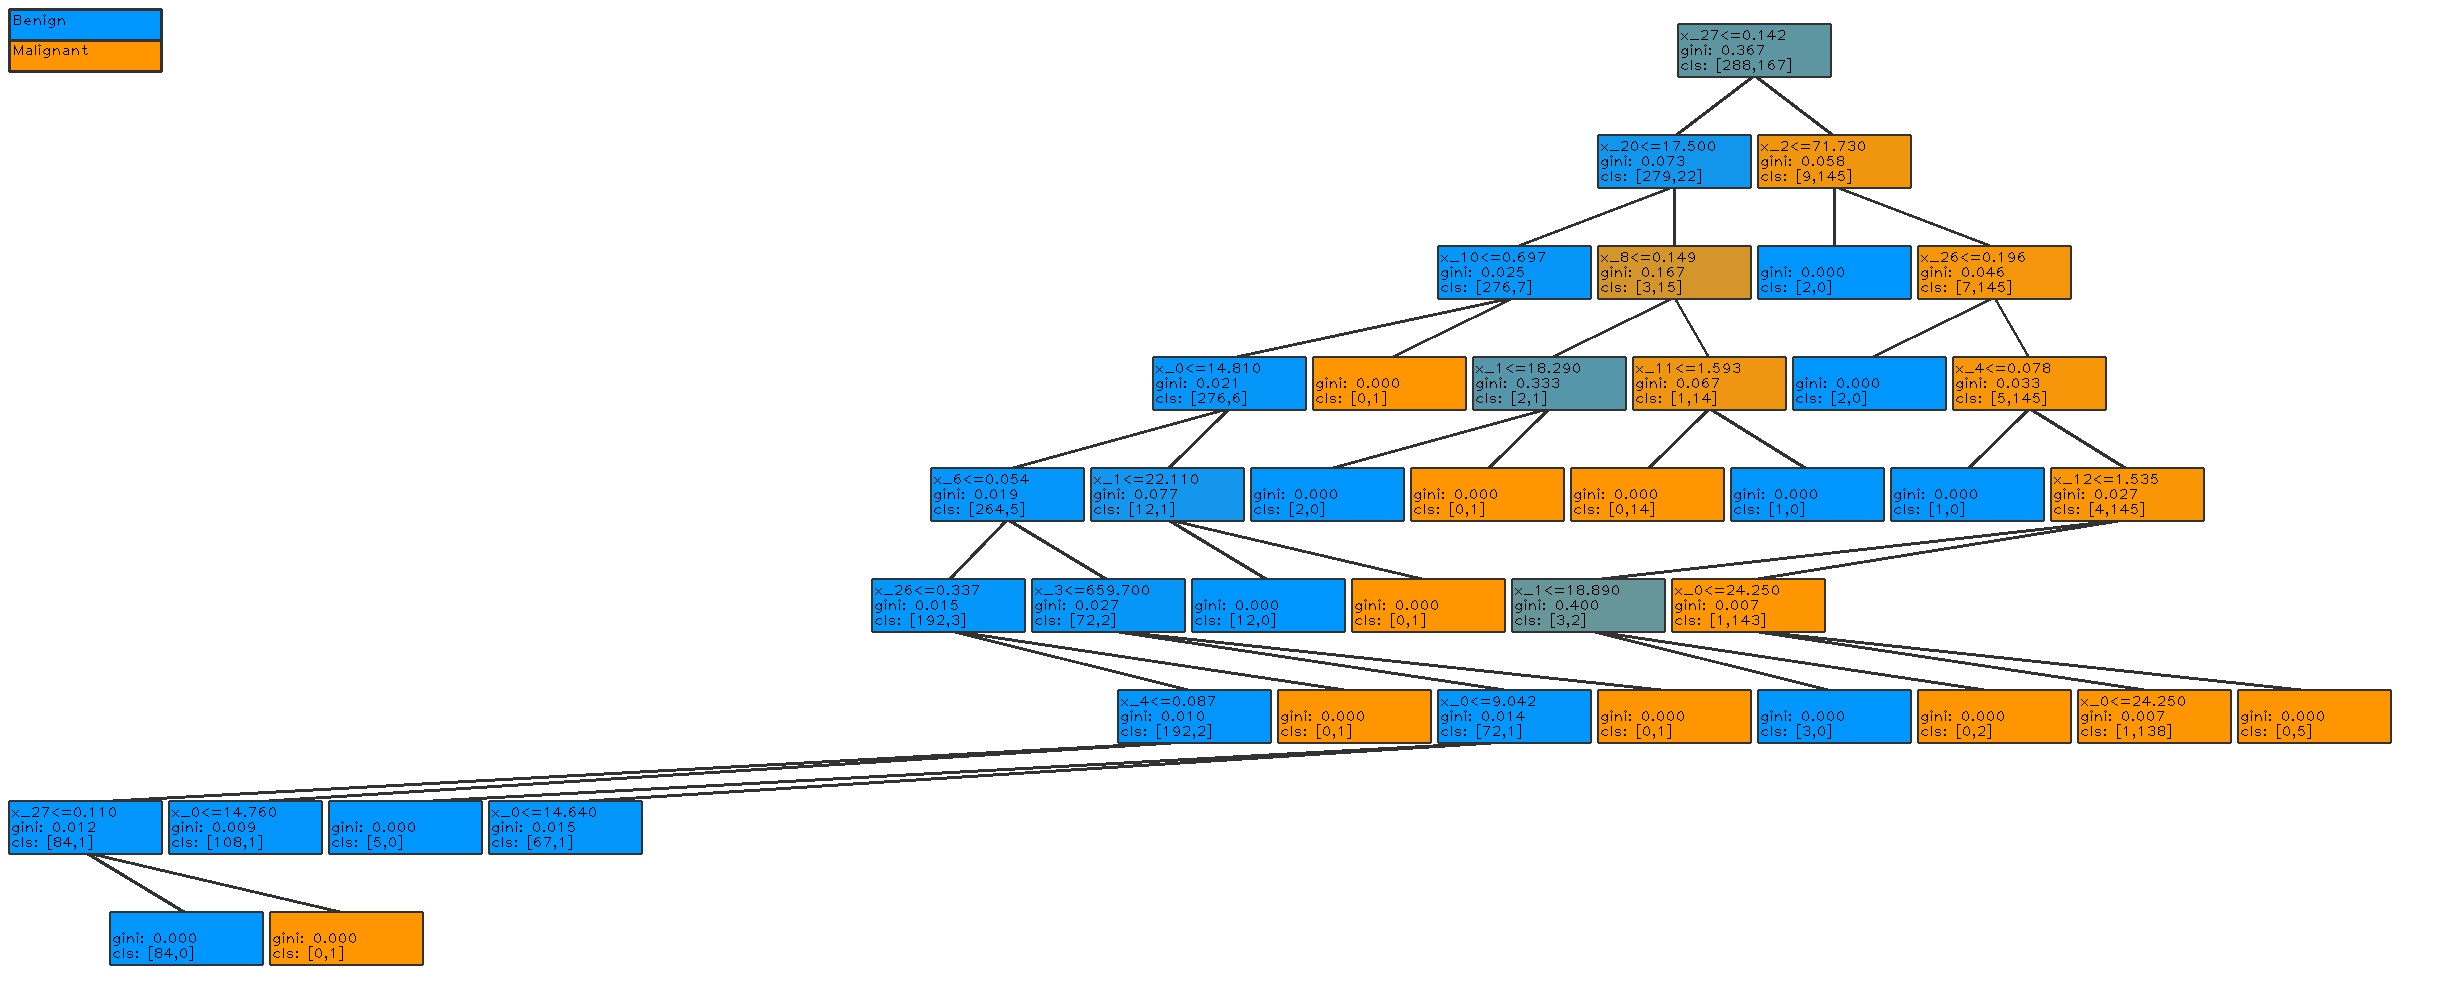 Benign
Malignant
x_27<=0.142
gini: 0.367
cls: [288,167]
x_20<=17.500
gini: 0.073
cls: [279,22]
x_2<=71.730
gini: 0.058
cls: [9,145]
x_10<=0.697
gini: 0.025
cls: [276,7]
x_8<=0.149
gini: 0.167
cls: [3,15]
gini: 0.000
cls: [2,0]
x_26<=0.196
gini: 0.046
cls: [7,145]
x_0<=14.810
gini: 0.021
cls: [276,6]
gini: 0.000
cls: [0,1]
x_1<=18.290
gini: 0.333
cls: [2,1]
x_11<=1.593
gini: 0.067
cls: [1,14]
gini: 0.000
cls: [2,0]
x_4<=0.078
gini: 0.033
cls: [5,145]
x_6<=0.054
gini: 0.019
cls: [264,5]
x_1<=22.110
gini: 0.077
cls: [12,1]
gini: 0.000
cls: [2,0]
gini: 0.000
cls: [0,1]
gini: 0.000
cls: [0,14]
gini: 0.000
cls: [1,0]
gini: 0.000
cls: [1,0]
x_12<=1.535
gini: 0.027
cls: [4,145]
x_26<=0.337
gini: 0.015
cls: [192,3]
x_3<=659.700
gini: 0.027
cls: [72,2]
gini: 0.000
cls: [12,0]
gini: 0.000
cls: [0,1]
x_1<=18.890
gini: 0.400
cls: [3,2]
x_0<=24.250
gini: 0.007
cls: [1,143]
x_4<=0.087
gini: 0.010
cls: [192,2]
gini: 0.000
cls: [0,1]
x_0<=9.042
gini: 0.014
cls: [72,1]
gini: 0.000
cls: [0,1]
gini: 0.000
cls: [3,0]
gini: 0.000
cls: [0,2]
x_0<=24.250
gini: 0.007
cls: [1,138]
gini: 0.000
cls: [0,5]
x_27<=0.110
gini: 0.012
cls: [84,1]
x_0<=14.760
gini: 0.009
cls: [108,1]
gini: 0.000
cls: [5,0]
x_0<=14.640
gini: 0.015
cls: [67,1]
gini: 0.000
cls: [84,0]
gini: 0.000
cls: [0,1]